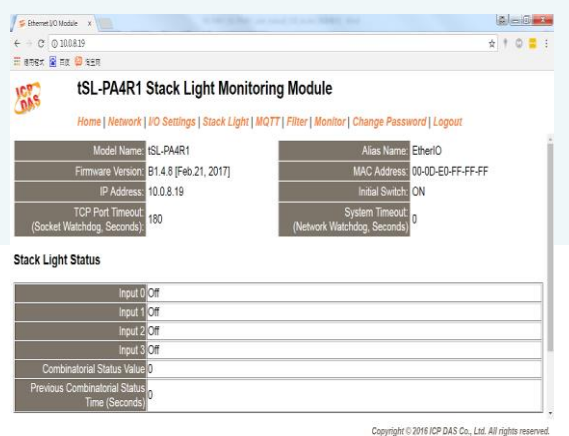 Ethernet I/O Module x
10.0.8.19
ICP DAS
tSL-PA4R1 Stack Light Monitoring Module
Home | Network | I/O Settings | Stack Light | MQTT | Filter | Monitor | Change Password | Logout
Model Name: tSL-PA4R1 Alias Name: EtherIO
Firmware Version: B1.4.8 [Feb.21, 2017] MAC Address: 00-0D-E0-FF-FF-FF
IP Address: 10.0.8.19 Initial Switch: ON
TCP Port Timeout: (Socket Watchdog, Seconds): 180 System Timeout: (Network Watchdog, Seconds) 0
Stack Light Status
Input 0 Off
Input 1 Off
Input 2 Off
Input 3 Off
Combinatorial Status Value 0
Previous Combinatorial Status
Time (Seconds) 0
Copyright © 2016 ICP DAS Co., Ltd. All rights reserved.